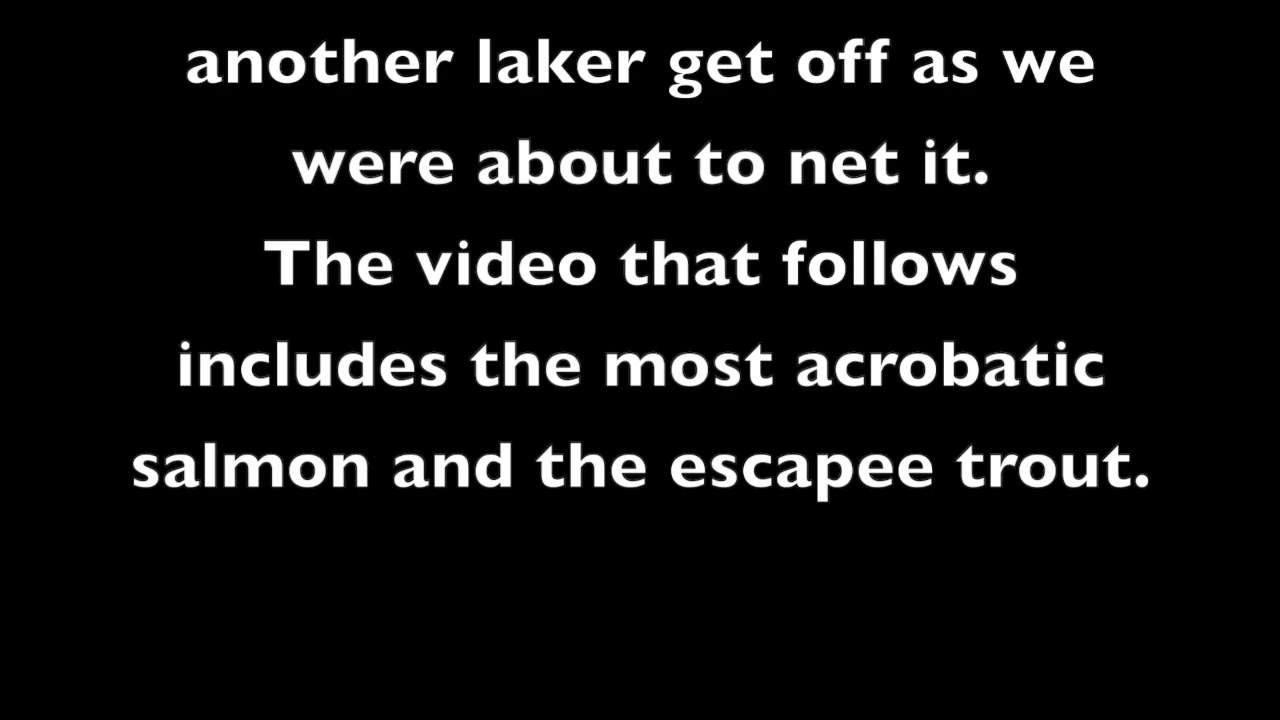 another laker get off as we
were about to net it.
The video that follows
includes the most acrobatic
salmon and the escapee trout.